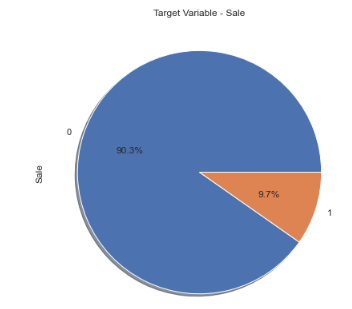 Target Variable - Sale
0
90.3%
Sale
9.7%
1